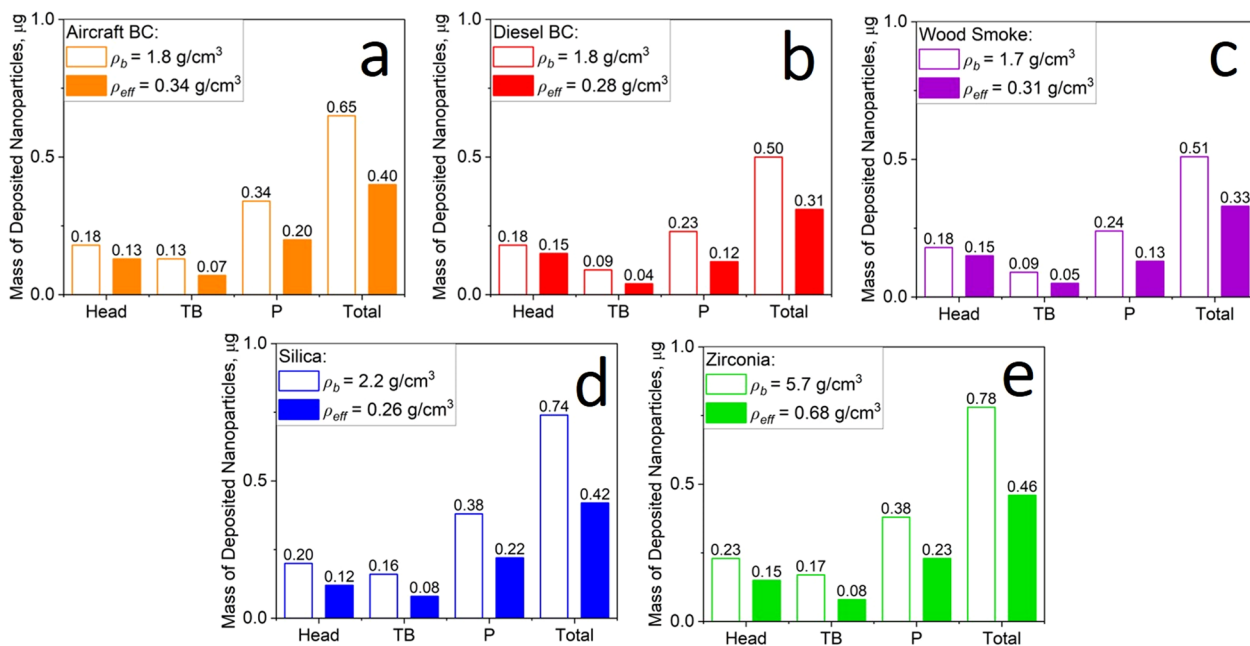 a
Aircraft BC:
ρb = 1.8 g/cm³
ρeff = 0.34 g/cm³
Mass of Deposited Nanoparticles, μg
1.0
0.5
0.0
0.18
0.13
0.13
0.07
0.34
0.20
0.65
0.40
Head TB P Total
b
Diesel BC:
ρb = 1.8 g/cm³
ρeff = 0.28 g/cm³
Mass of Deposited Nanoparticles, μg
1.0
0.5
0.0
0.18
0.15
0.09
0.04
0.23
0.12
0.50
0.31
Head TB P Total
c
Wood Smoke:
ρb = 1.7 g/cm³
ρeff = 0.31 g/cm³
Mass of Deposited Nanoparticles, μg
1.0
0.5
0.0
0.18
0.15
0.09
0.05
0.24
0.13
0.51
0.33
Head TB P Total
d
Silica:
ρb = 2.2 g/cm³
ρeff = 0.26 g/cm³
Mass of Deposited Nanoparticles, μg
1.0
0.5
0.0
0.20
0.12
0.16
0.08
0.38
0.22
0.74
0.42
Head TB P Total
e
Zirconia:
ρb = 5.7 g/cm³
ρeff = 0.68 g/cm³
Mass of Deposited Nanoparticles, μg
1.0
0.5
0.0
0.23
0.15
0.17
0.08
0.38
0.23
0.78
0.46
Head TB P Total